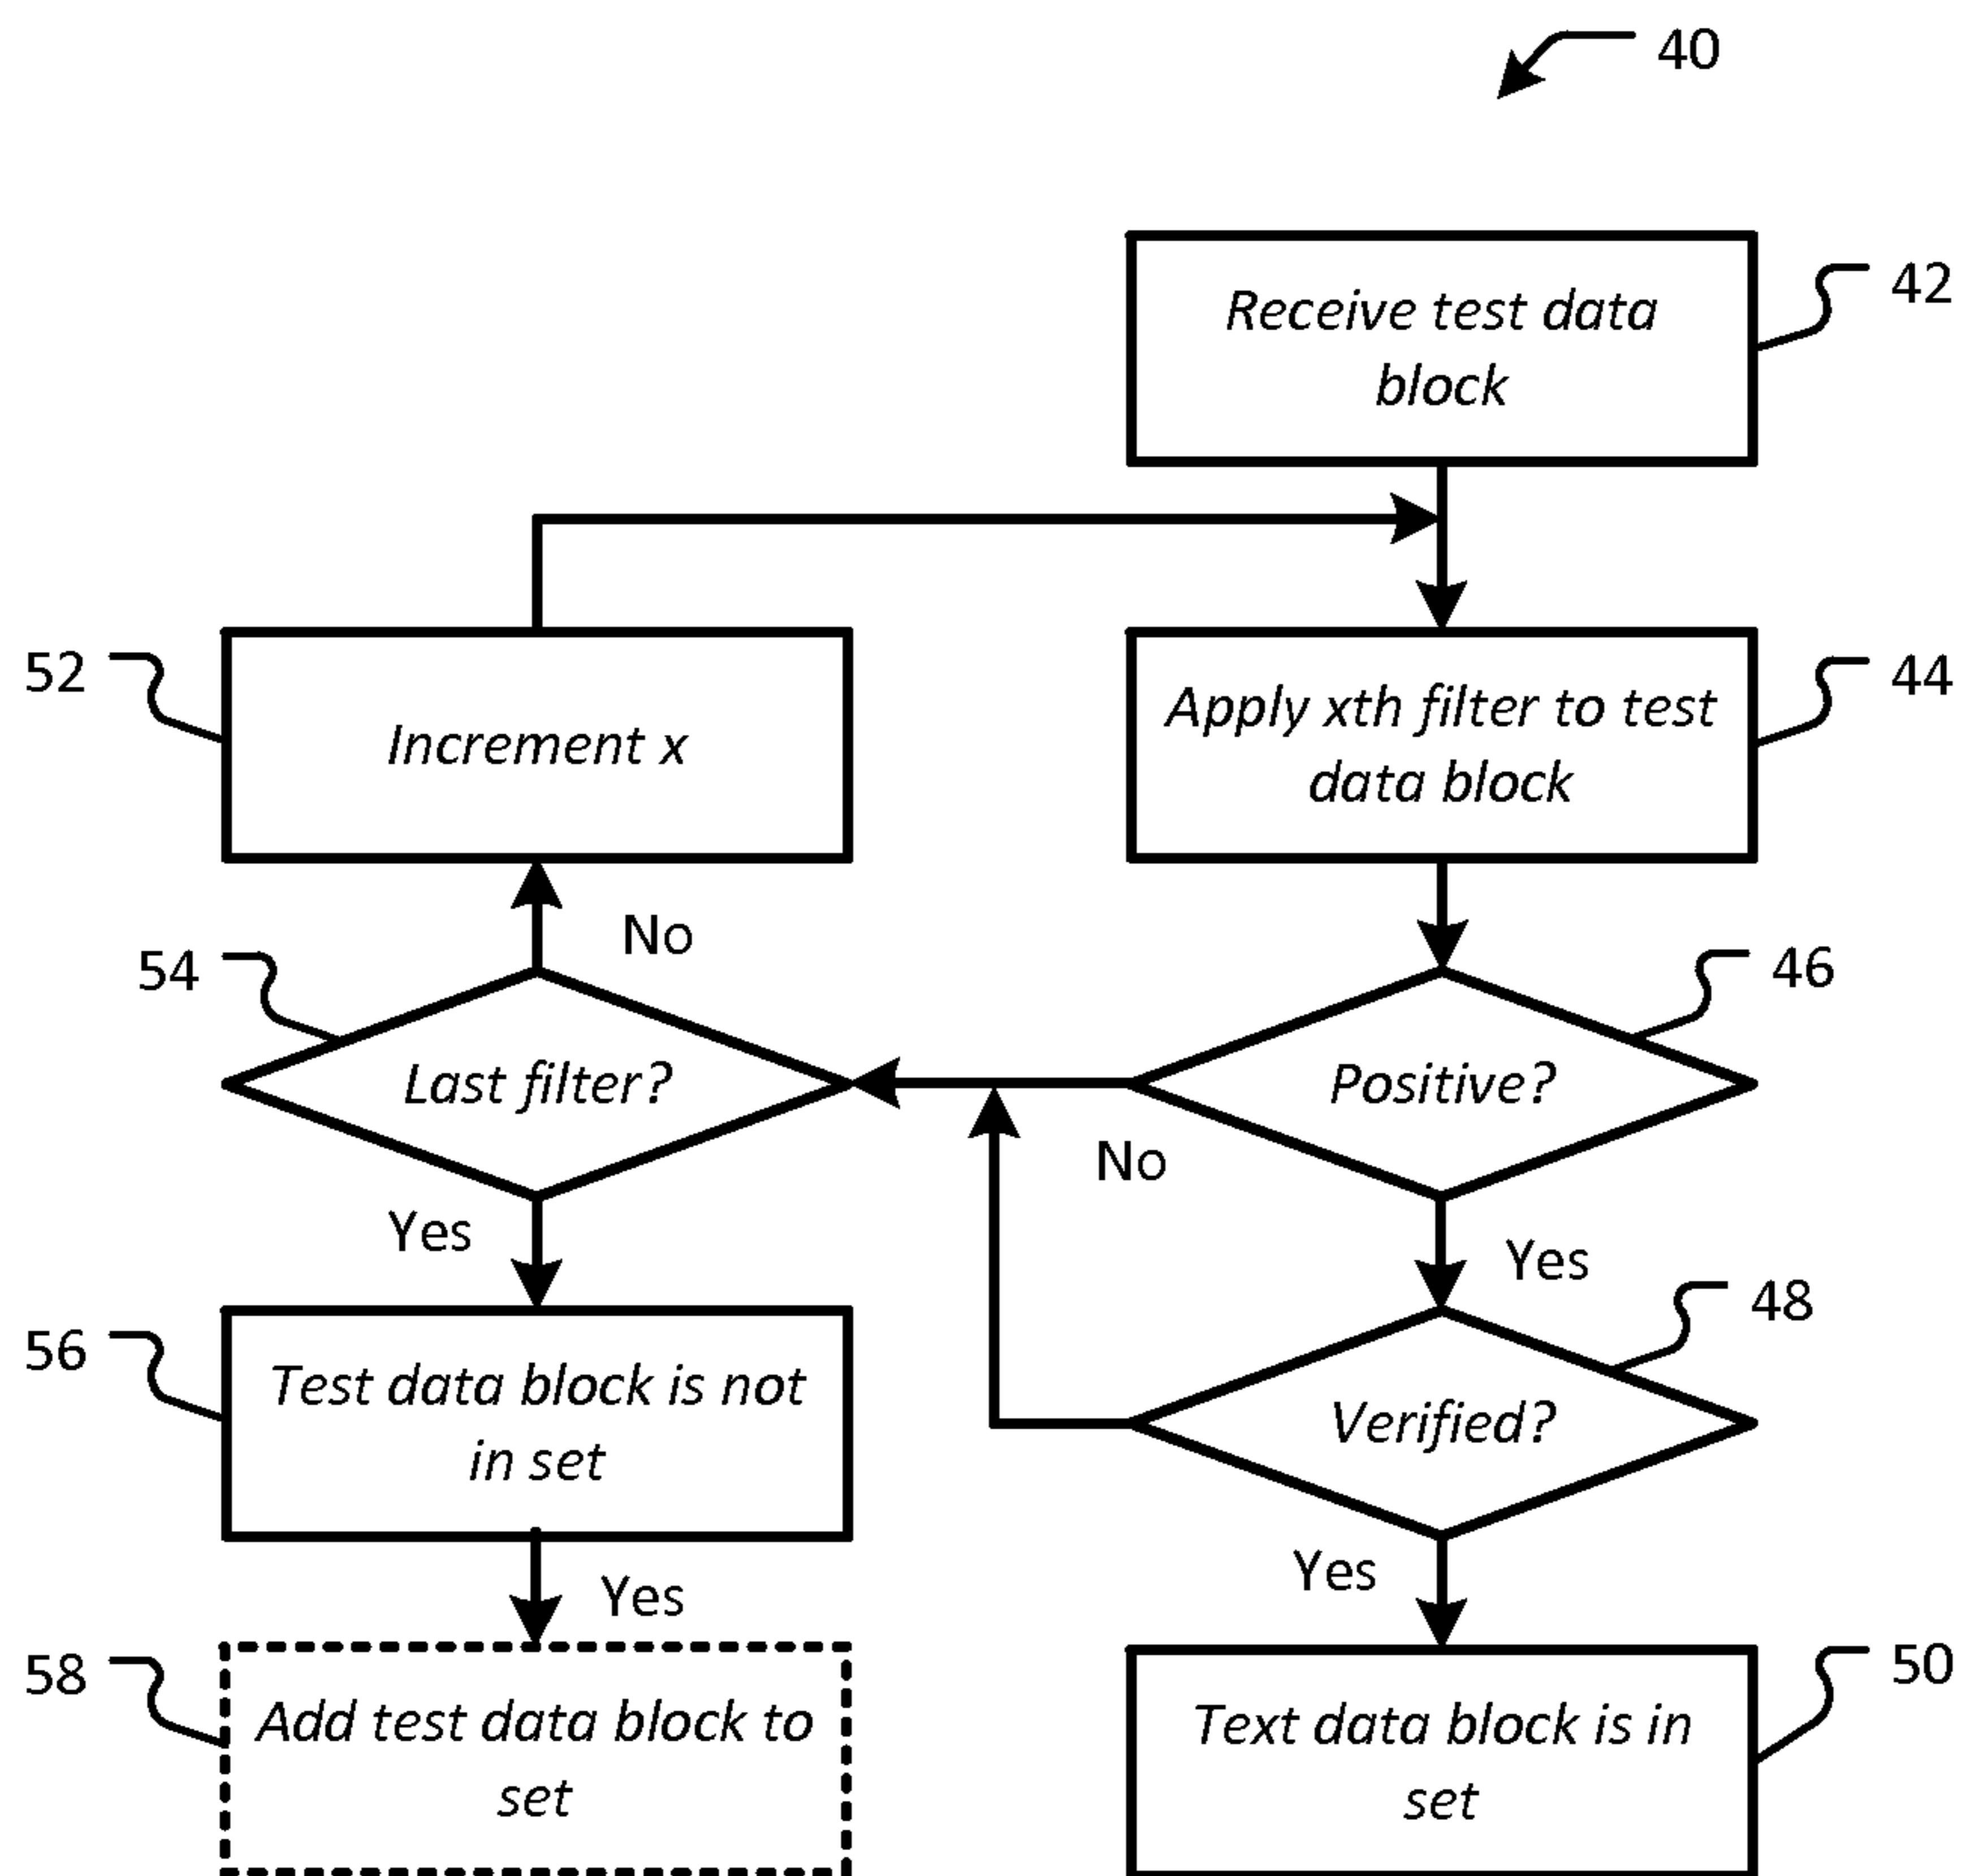 40
Receive test data
block
42
52
Increment x
Apply xth filter to test
data block
44
No
54
Last filter?
Positive?
46
No
Yes
Yes
48
56
Test data block is not
in set
Verified?
Yes
Yes
58
Add test data block to
set
Text data block is in
set
50